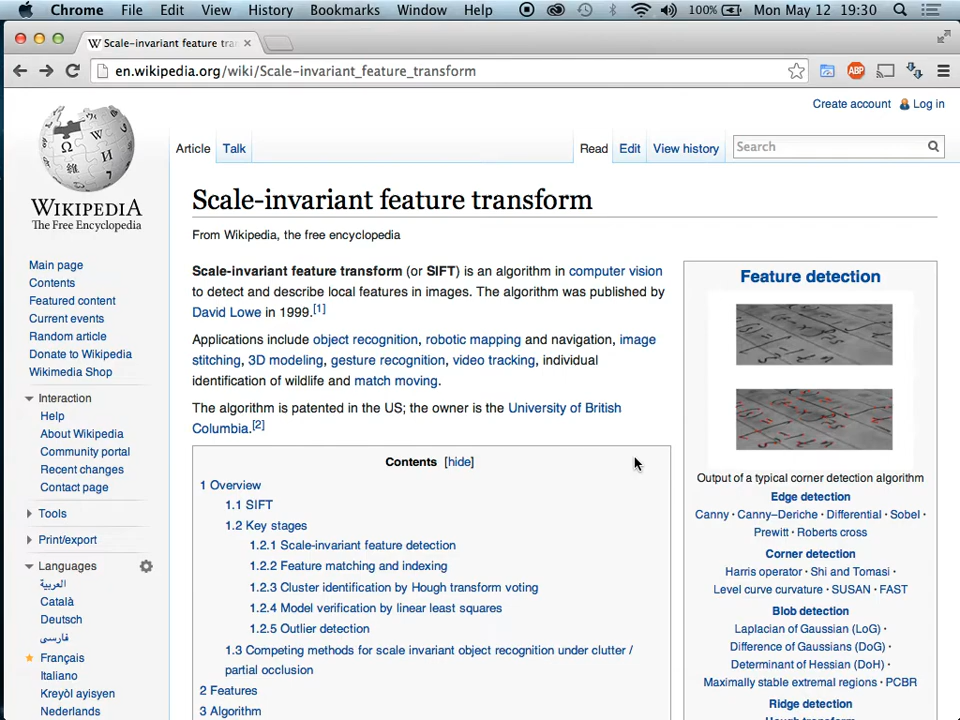 Chrome File Edit View History Bookmarks Window Help 100% Mon May 12 19:30
W Scale-invariant feature tra ×
en.wikipedia.org/wiki/Scale-invariant_feature_transform ABP
Create account Log in
Article Talk Read Edit View history Search
WIKIPEDIA
The Free Encyclopedia
Main page
Contents
Featured content
Current events
Random article
Donate to Wikipedia
Wikimedia Shop
Interaction
Help
About Wikipedia
Community portal
Recent changes
Contact page
Tools
Print/export
Languages
العربية
Català
Deutsch
فارسی
Français
Italiano
Kreyòl ayisyen
Nederlands
Scale-invariant feature transform
From Wikipedia, the free encyclopedia
Scale-invariant feature transform (or SIFT) is an algorithm in computer vision
to detect and describe local features in images. The algorithm was published by
David Lowe in 1999.[1]
Applications include object recognition, robotic mapping and navigation, image
stitching, 3D modeling, gesture recognition, video tracking, individual
identification of wildlife and match moving.
The algorithm is patented in the US; the owner is the University of British
Columbia.[2]
Contents [hide]
1 Overview
1.1 SIFT
1.2 Key stages
1.2.1 Scale-invariant feature detection
1.2.2 Feature matching and indexing
1.2.3 Cluster identification by Hough transform voting
1.2.4 Model verification by linear least squares
1.2.5 Outlier detection
1.3 Competing methods for scale invariant object recognition under clutter /
partial occlusion
2 Features
3 Algorithm
Feature detection
Output of a typical corner detection algorithm
Edge detection
Canny · Canny–Deriche · Differential · Sobel ·
Prewitt · Roberts cross
Corner detection
Harris operator · Shi and Tomasi ·
Level curve curvature · SUSAN · FAST
Blob detection
Laplacian of Gaussian (LoG) ·
Difference of Gaussians (DoG) ·
Determinant of Hessian (DoH) ·
Maximally stable extremal regions · PCBR
Ridge detection
Hough transform